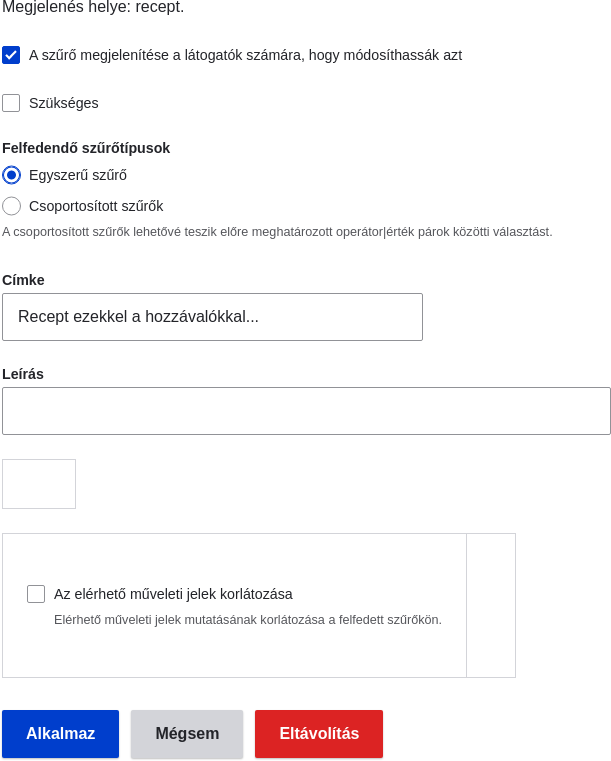 Megjelenés helye: recept.
A szűrő megjelenítése a látogatók számára, hogy módosíthassák azt
Szükséges
Felfedendő szűrőtípusok
Egyszerű szűrő
Csoportosított szűrők
A csoportosított szűrők lehetővé teszik előre meghatározott operátor|érték párok közötti választást.
Címke
Recept ezekkel a hozzávalókkal...
Leírás
Az elérhető műveleti jelek korlátozása
Elérhető műveleti jelek mutatásának korlátozása a felfedett szűrőkön.
Alkalmaz Mégsem Eltávolítás